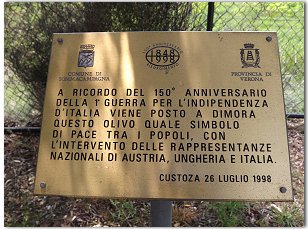 1848
1998
COMUNE DI
SOMMACAMPAGNA
PROVINCIA DI
VERONA
A RICORDO DEL 150° ANNIVERSARIO
DELLA 1ª GUERRA PER L'INDIPENDENZA
D'ITALIA VIENE POSTO A DIMORA
QUESTO OLIVO QUALE SIMBOLO
DI PACE TRA I POPOLI, CON
L'INTERVENTO DELLE RAPPRESENTANZE
NAZIONALI DI AUSTRIA, UNGHERIA E ITALIA.
CUSTOZA 26 LUGLIO 1998